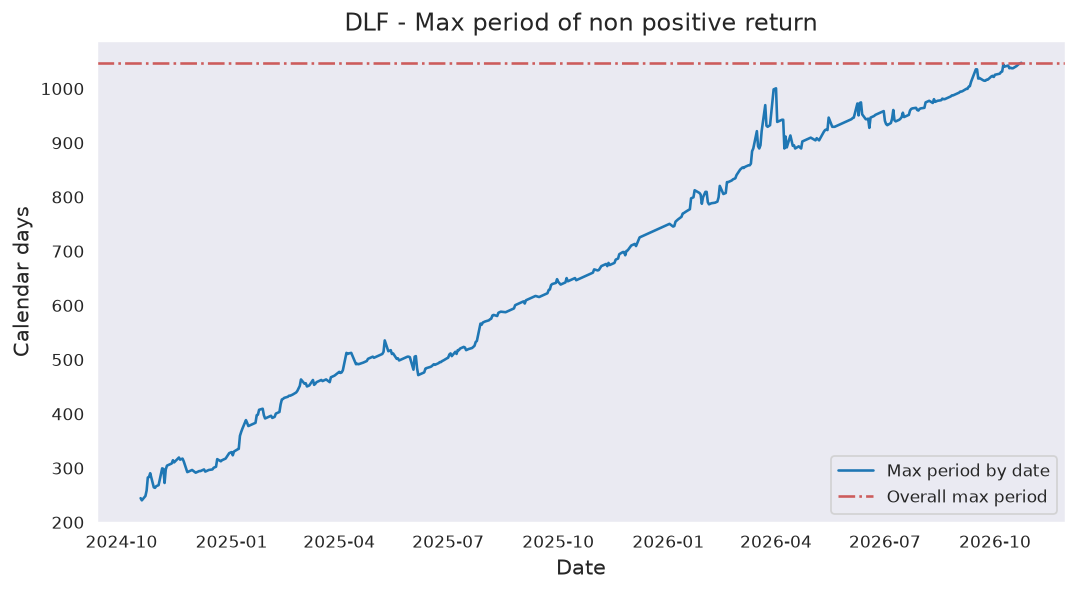 DLF - Max period of non positive return
Calendar days
1000
900
800
700
600
500
400
300
200
2024-10 2025-01 2025-04 2025-07 2025-10 2026-01 2026-04 2026-07 2026-10
Date
Max period by date
Overall max period